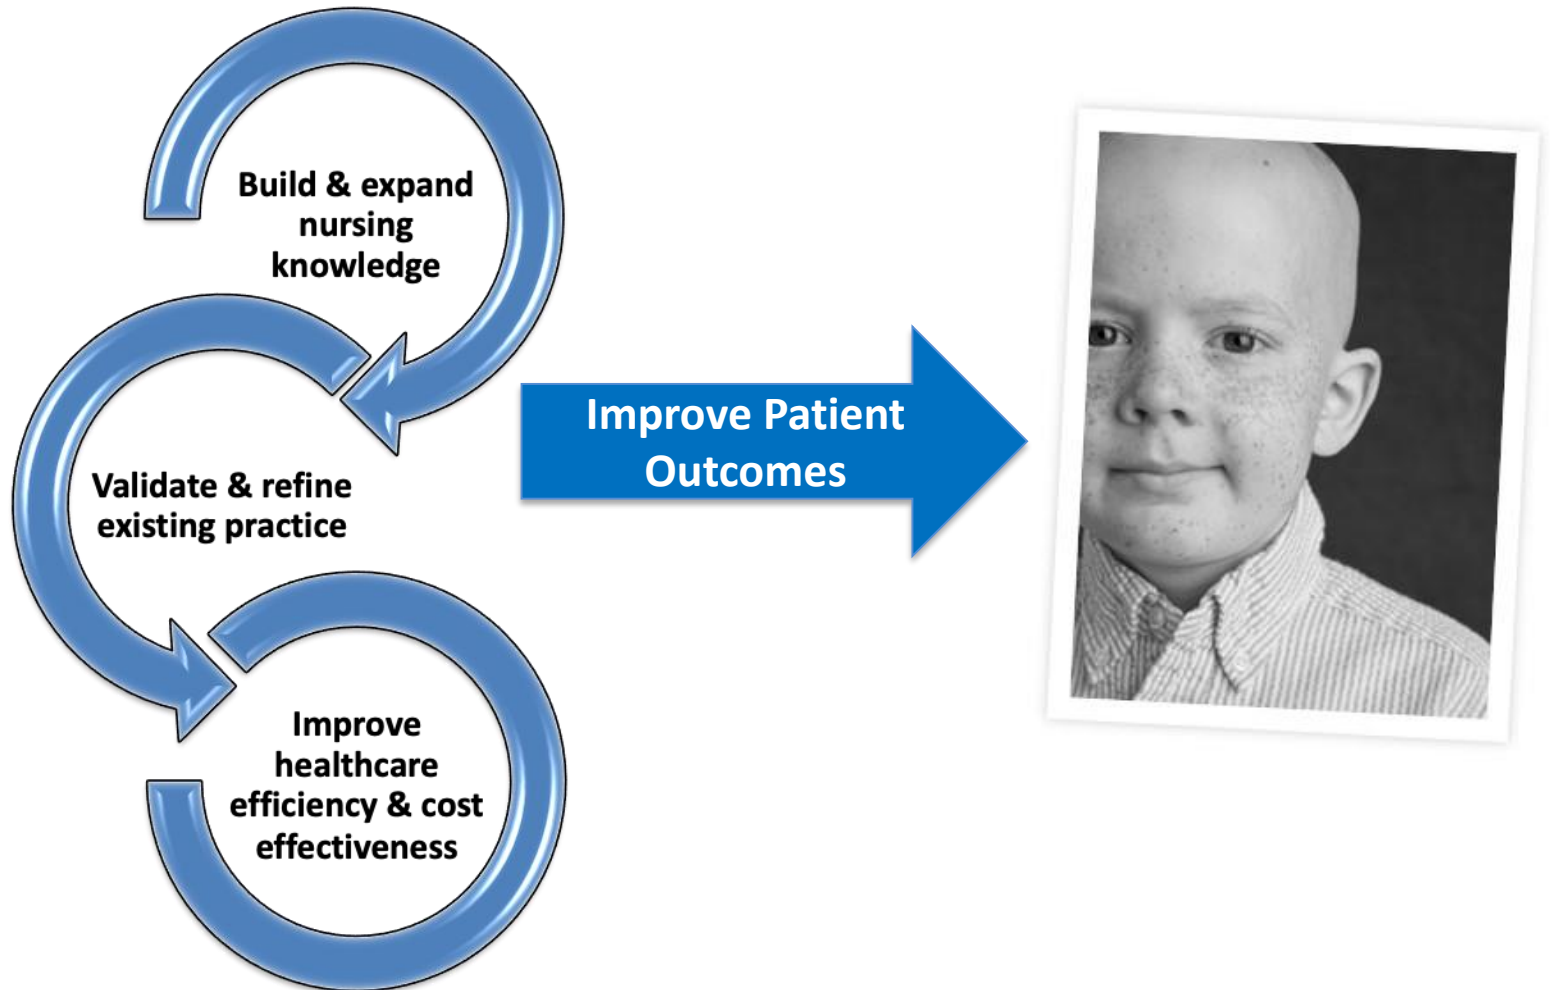 Build & expand
nursing
knowledge
Validate & refine
existing practice
Improve
healthcare
efficiency & cost
effectiveness
Improve Patient
Outcomes